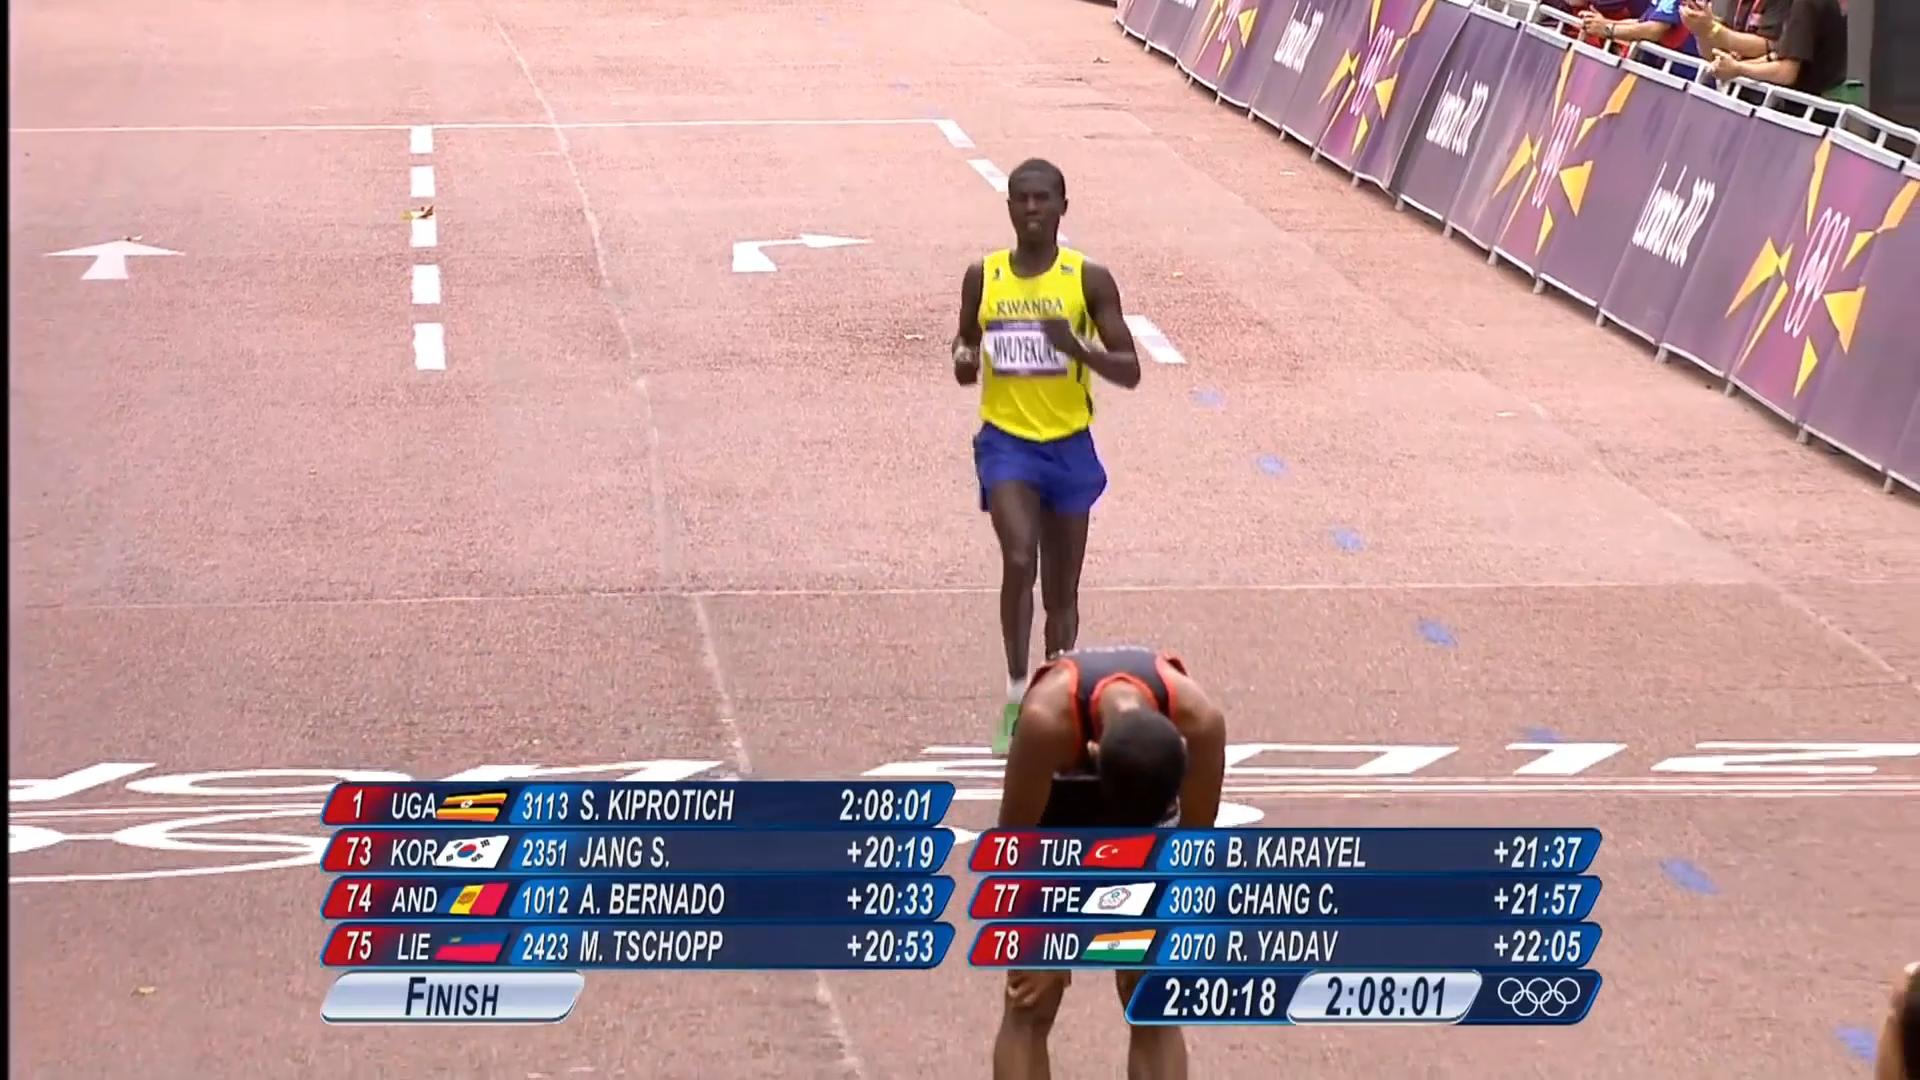 London 2012
London 2012
London 2012
RWANDA
1 UGA 3113 S. KIPROTICH 2:08:01
73 KOR 2351 JANG S. +20:19
74 AND 1012 A. BERNADO +20:33
75 LIE 2423 M. TSCHOPP +20:53
76 TUR 3076 B. KARAYEL +21:37
77 TPE 3030 CHANG C. +21:57
78 IND 2070 R. YADAV +22:05
FINISH
2:30:18 2:08:01